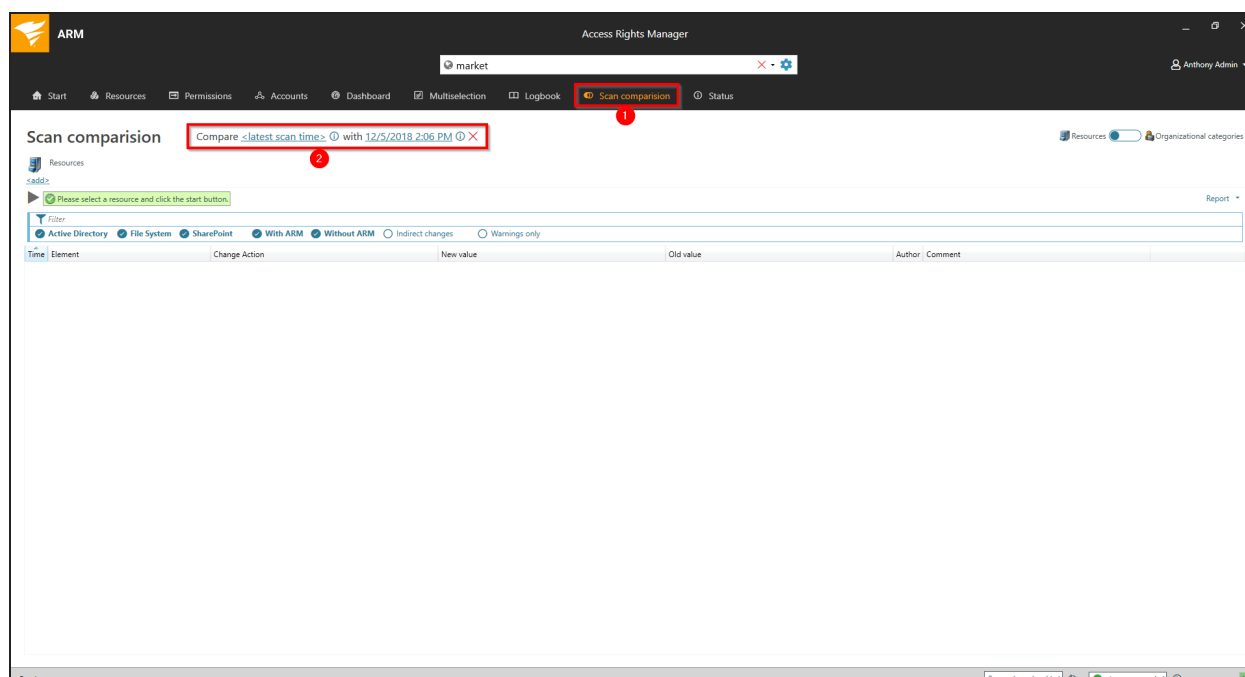 ARM
Access Rights Manager
market
Anthony Admin
Start Resources Permissions Accounts Dashboard Multiselection Logbook Scan comparision Status
1
Scan comparision
Compare <latest scan time> with 12/5/2018 2:06 PM
2
Resources Organizational categories
Resources
<add>
Please select a resource and click the start button.
Report
Filter
Active Directory File System SharePoint With ARM Without ARM Indirect changes Warnings only
Time Element Change Action New value Old value Author Comment